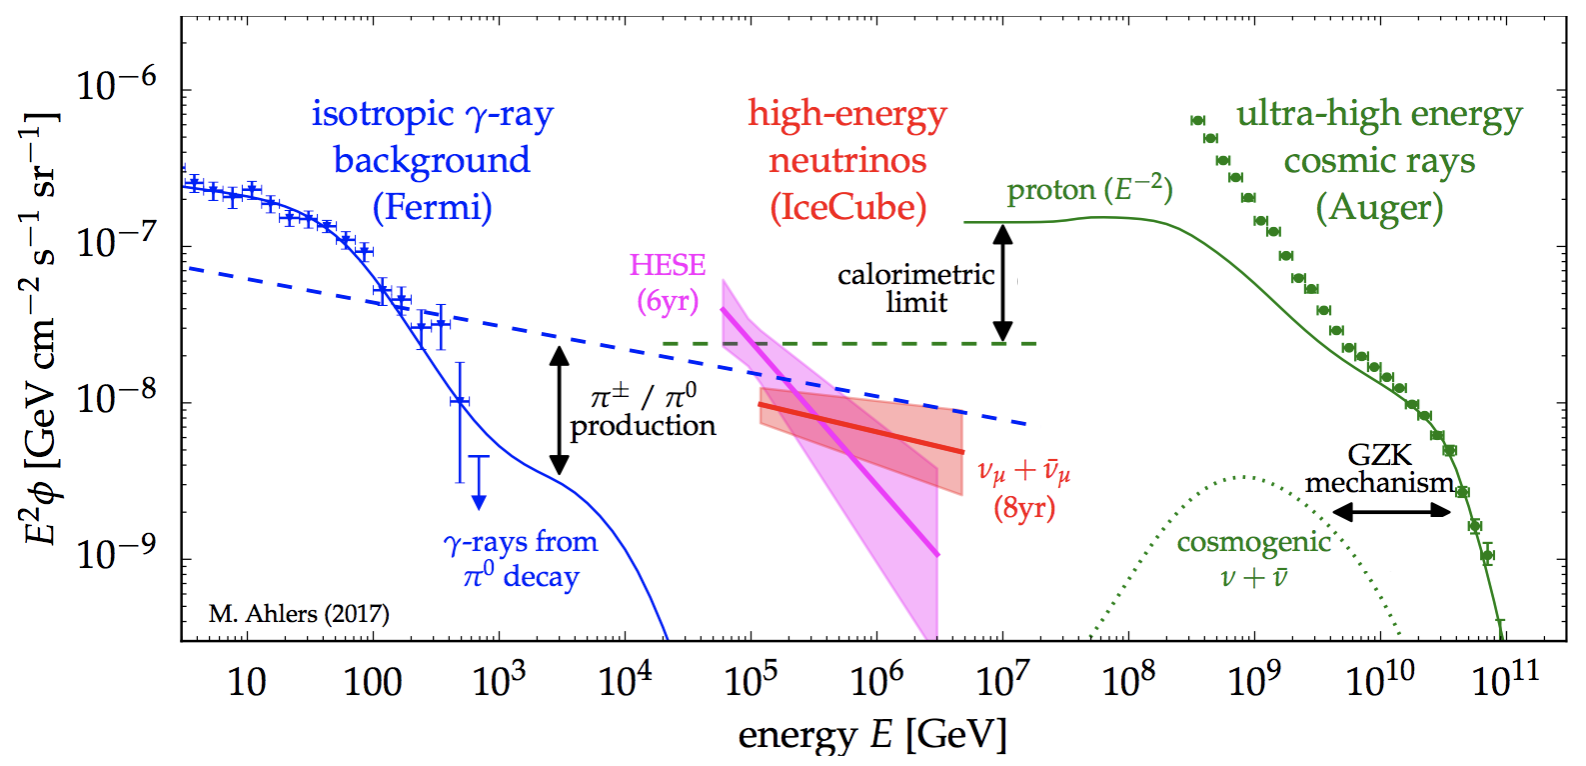 E²ϕ [GeV cm⁻² s⁻¹ sr⁻¹]
10⁻⁶
10⁻⁷
10⁻⁸
10⁻⁹
isotropic γ-ray
background
(Fermi)
high-energy
neutrinos
(IceCube)
ultra-high energy
cosmic rays
(Auger)
proton (E⁻²)
HESE
(6yr)
calorimetric
limit
π± / π⁰
production
γ-rays from
π⁰ decay
νμ + ν̄μ
(8yr)
GZK
mechanism
cosmogenic
ν + ν̄
M. Ahlers (2017)
10 100 10³ 10⁴ 10⁵ 10⁶ 10⁷ 10⁸ 10⁹ 10¹⁰ 10¹¹
energy E [GeV]